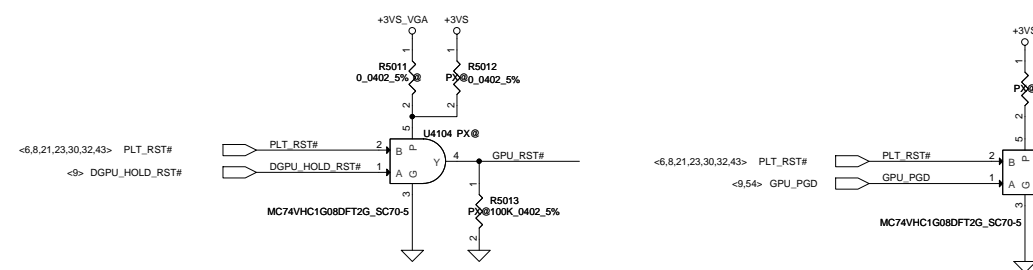 +3VS_VGA +3VS
1 1
R5011
0_0402_5% @
R5012
PX@ 0_0402_5%
2 2
5
U4104 PX@
<6,8,21,23,30,32,43> PLT_RST# PLT_RST# 2 B P
Y 4 GPU_RST#
<9> DGPU_HOLD_RST# DGPU_HOLD_RST# 1 A G
3
MC74VHC1G08DFT2G_SC70-5
1
R5013
PX@100K_0402_5%
2
+3VS
1
PX@
2
5
<6,8,21,23,30,32,43> PLT_RST# PLT_RST# 2 B P
<9,54> GPU_PGD GPU_PGD 1 A G
3
MC74VHC1G08DFT2G_SC70-5